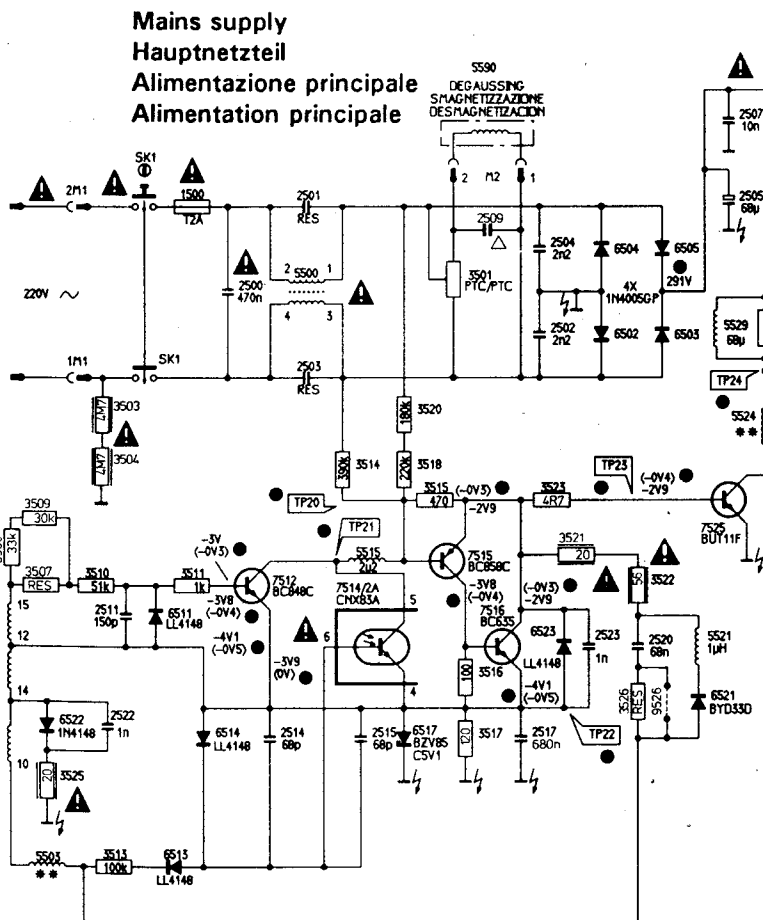 Mains supply
Hauptnetzteil
Alimentazione principale
Alimentation principale
5590
DEGAUSSING
SMAGNETIZZAZIONE
DESMAGNETIZACION
2 M2 1
2507
10n
2505
68µ
SK1
2M1
1500
T2A
2501
RES
2509
2504
2n2
6504
6505
291V
4X
1N4005GP
2 5500 1
4 3
2500
470n
3501
PTC/PTC
220V ~
2502
2n2
6502
6503
5529
68µ
1M1
SK1
2503
RES
TP24
5524
**
4M7 3503
4M7 3504
180k 3520
390k 3514
220k 3518
TP20
TP21
3515
470
(-0V3)
-2V9
3523
4R7
TP23
(-0V4)
-2V9
7525
BUT11F
3509
30k
33k
3507
RES
3510
51k
3511
1k
-3V
(-0V3)
7512
BC848C
5515
2µ2
7515
BC858C
3521
20
56 3522
15
2511
150p
6511
LL4148
-3V8
(-0V4)
-4V1
(-0V5)
7514/2A
CNX83A
5
6
4
-3V9
(0V)
-3V8
(-0V4)
7516
BC635
(-0V3)
-2V9
6523
LL4148
2523
1n
2520
68n
5521
1µH
12
14
100 3516
-4V1
(-0V5)
3526
RES
9526
6521
BYD33D
6522
1N4148
2522
1n
6514
LL4148
2514
68p
2515
68p
6517
BZV85
C5V1
120 3517
2517
680n
TP22
10
20 3525
5503
**
3513
100k
6513
LL4148